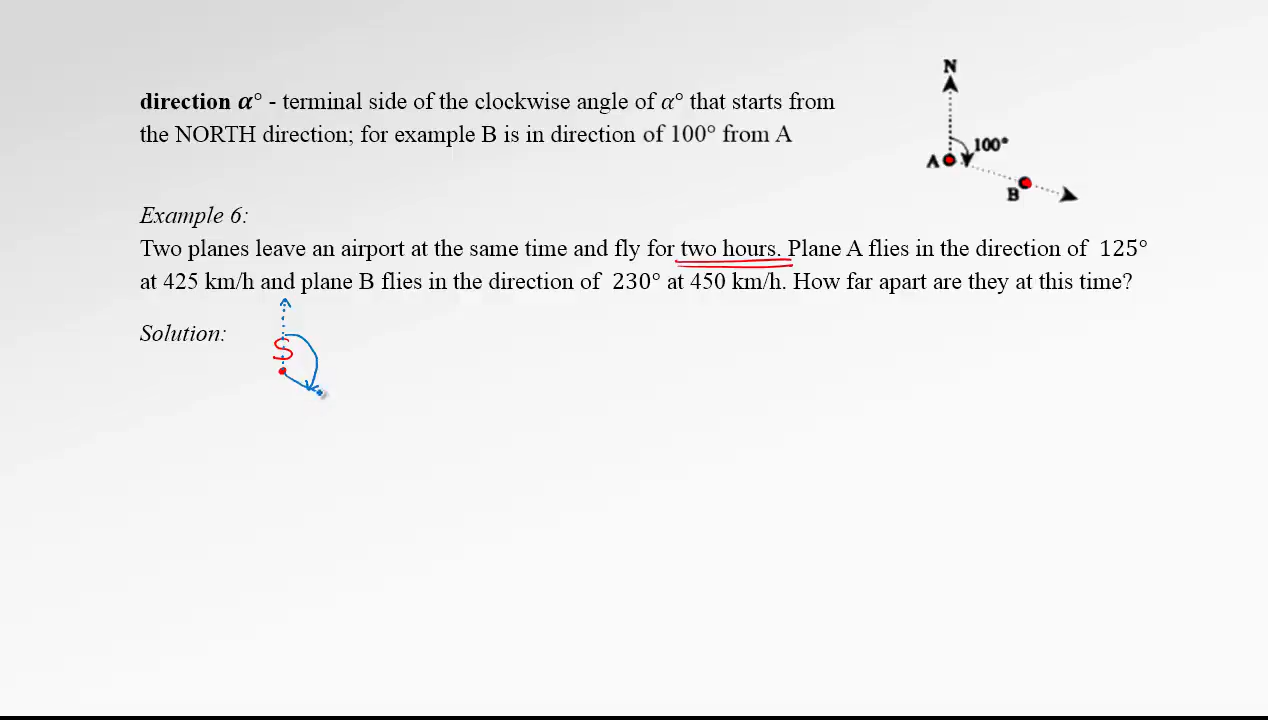 direction α° - terminal side of the clockwise angle of α° that starts from
the NORTH direction; for example B is in direction of 100° from A
N
100°
A
B
Example 6:
Two planes leave an airport at the same time and fly for two hours. Plane A flies in the direction of 125°
at 425 km/h and plane B flies in the direction of 230° at 450 km/h. How far apart are they at this time?
Solution:
S